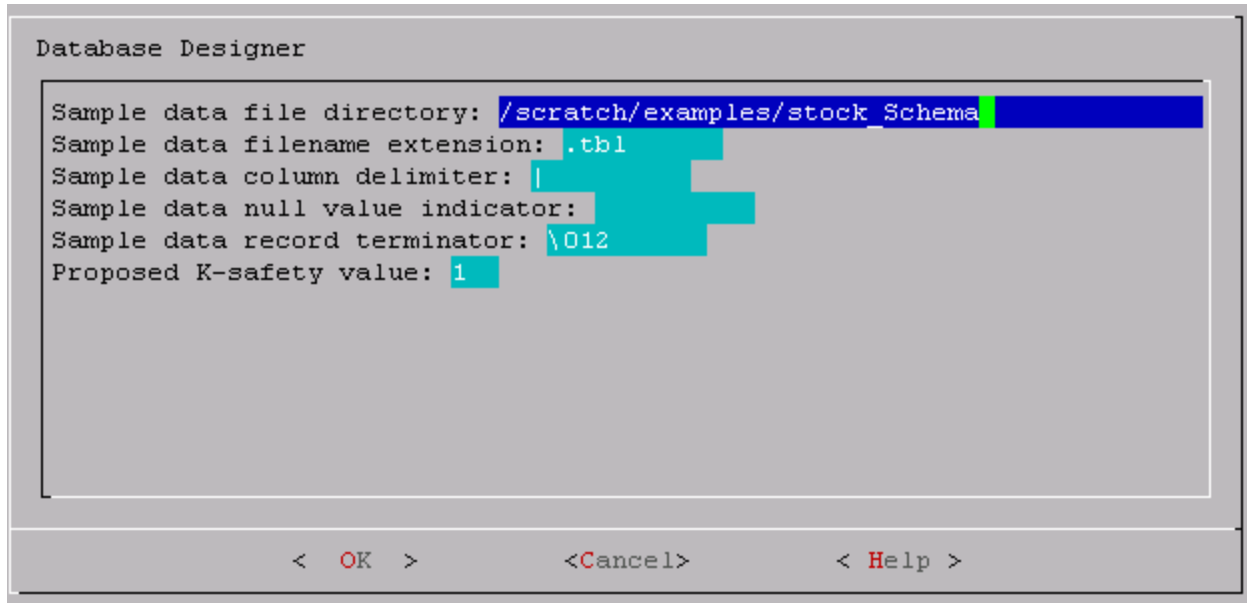 Database Designer
Sample data file directory: /scratch/examples/stock_Schema
Sample data filename extension: .tbl
Sample data column delimiter: |
Sample data null value indicator:
Sample data record terminator: \012
Proposed K-safety value: 1
< OK > <Cancel> < Help >